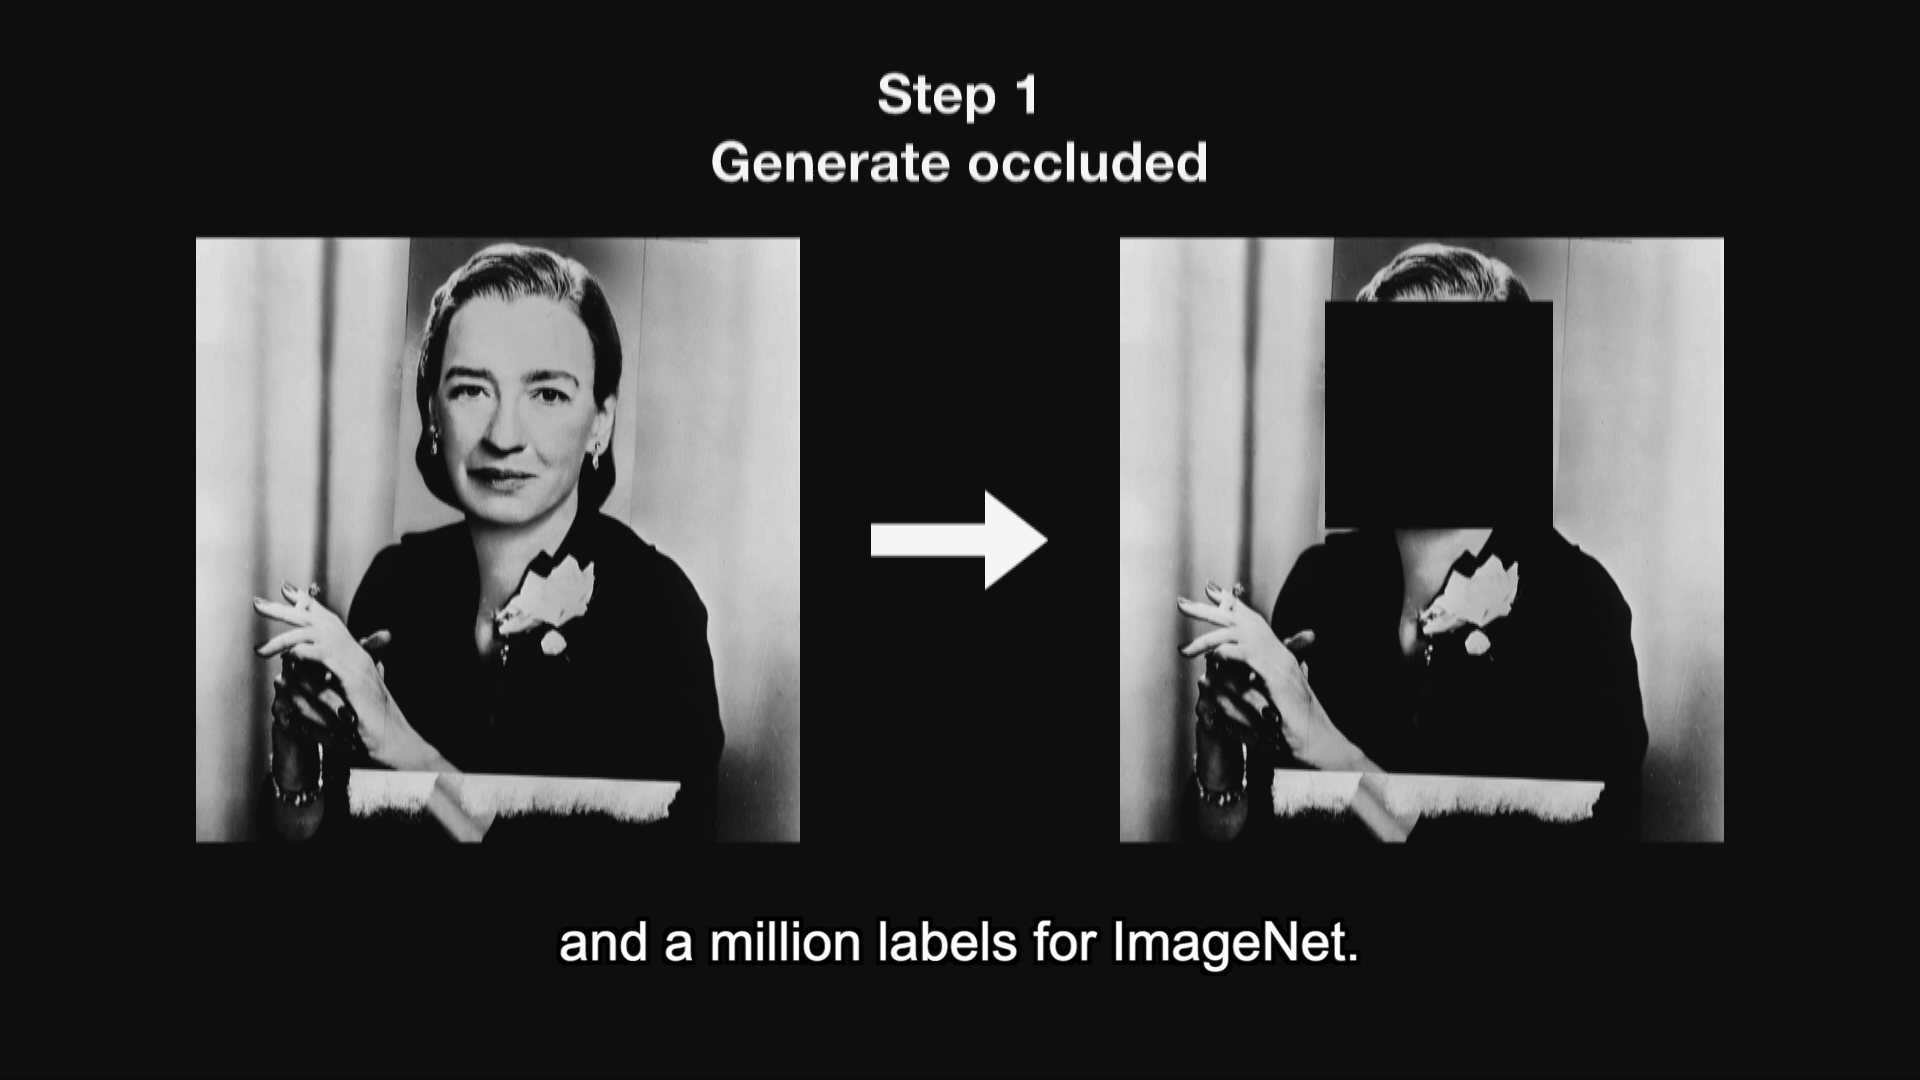 Step 1
Generate occluded
and a million labels for ImageNet.